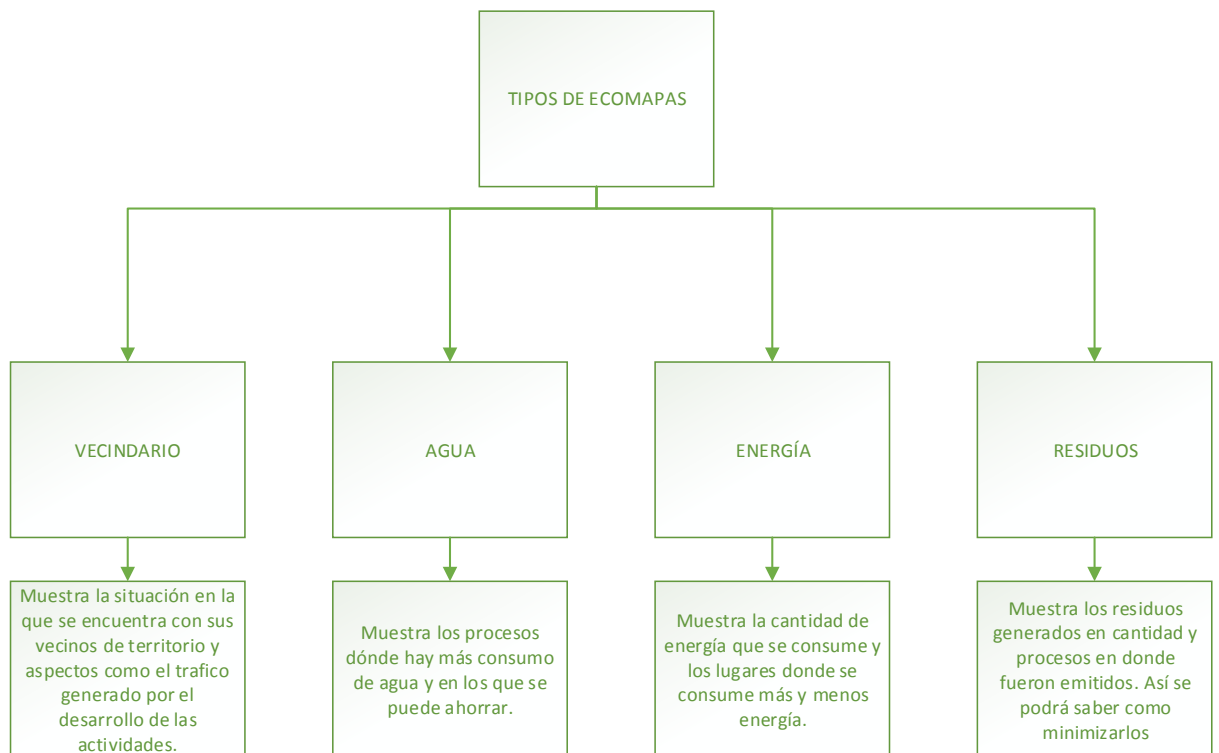 TIPOS DE ECOMAPAS
VECINDARIO
AGUA
ENERGÍA
RESIDUOS
Muestra la situación en la
que se encuentra con sus
vecinos de territorio y
aspectos como el trafico
generado por el
desarrollo de las
actividades.
Muestra los procesos
dónde hay más consumo
de agua y en los que se
puede ahorrar.
Muestra la cantidad de
energía que se consume y
los lugares donde se
consume más y menos
energía.
Muestra los residuos
generados en cantidad y
procesos en donde
fueron emitidos. Así se
podrá saber como
minimizarlos